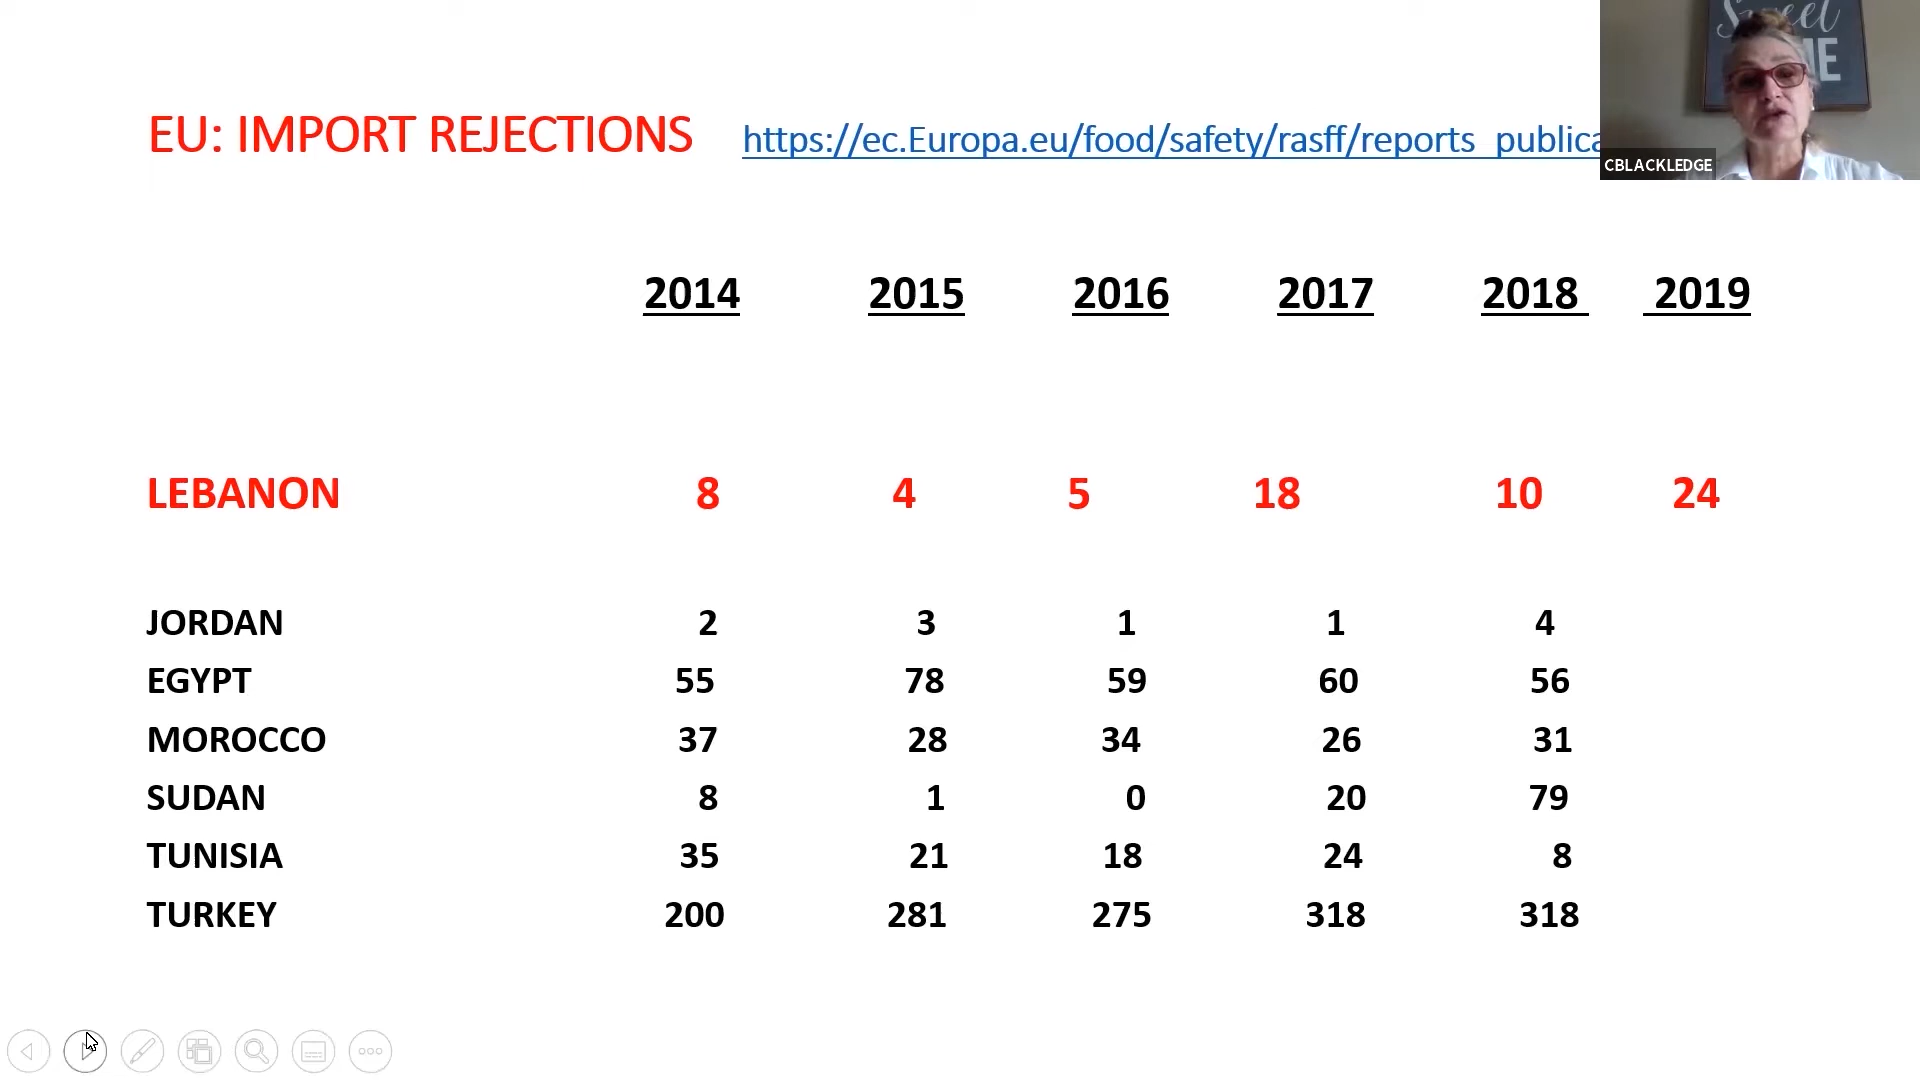 Sweet
EU: IMPORT REJECTIONS https://ec.Europa.eu/food/safety/rasff/reports_publica
CBLACKLEDGE
2014 2015 2016 2017 2018 2019
LEBANON 8 4 5 18 10 24
JORDAN 2 3 1 1 4
EGYPT 55 78 59 60 56
MOROCCO 37 28 34 26 31
SUDAN 8 1 0 20 79
TUNISIA 35 21 18 24 8
TURKEY 200 281 275 318 318